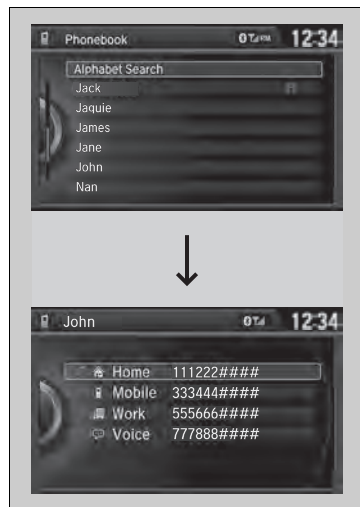 Phonebook 12:34
Alphabet Search
Jack
Jaquie
James
Jane
John
Nan
John 12:34
Home 111222####
Mobile 333444####
Work 555666####
Voice 777888####